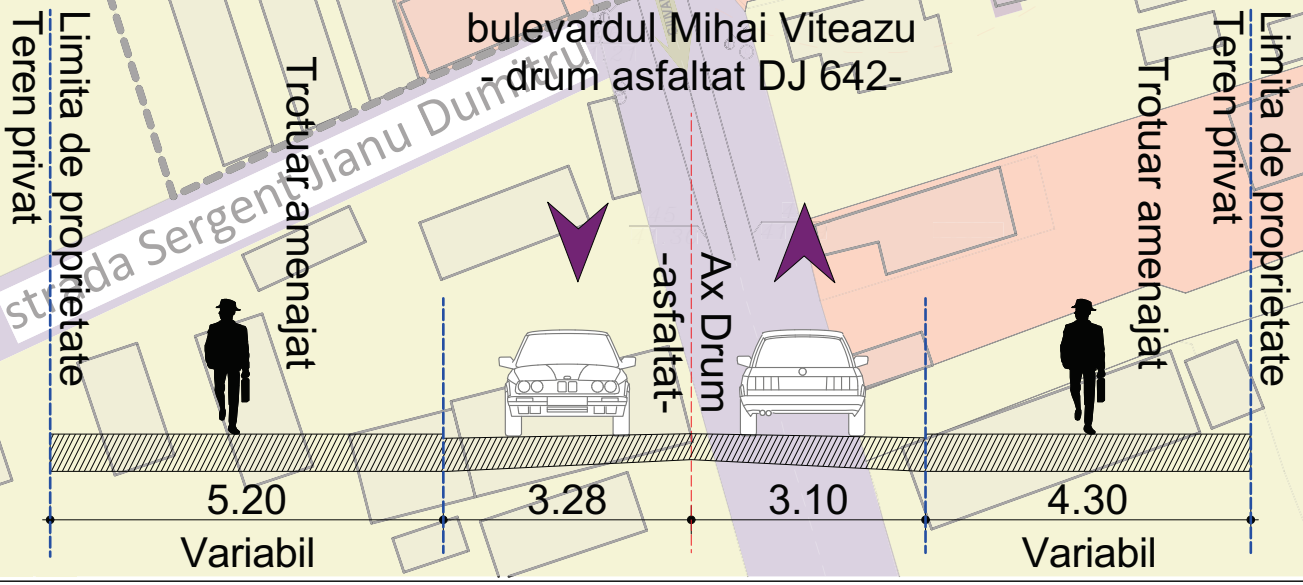 bulevardul Mihai Viteazu
- drum asfaltat DJ 642-
Limita de proprietate
Teren privat
Trotuar amenajat
strada Sergent Jianu Dumitru
Ax Drum
-asfaltat-
Trotuar amenajat
Limita de proprietate
Teren privat
5.20
3.28
3.10
4.30
Variabil
Variabil